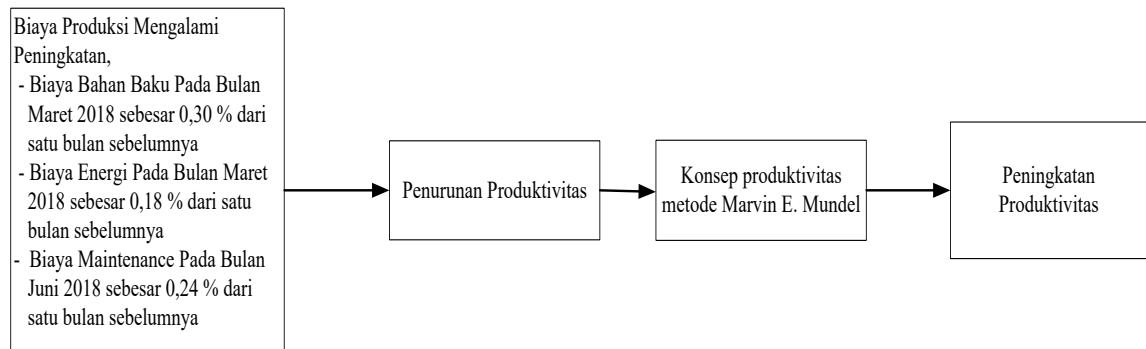 Biaya Produksi Mengalami
Peningkatan,
- Biaya Bahan Baku Pada Bulan
Maret 2018 sebesar 0,30 % dari
satu bulan sebelumnya
- Biaya Energi Pada Bulan Maret
2018 sebesar 0,18 % dari satu
bulan sebelumnya
- Biaya Maintenance Pada Bulan
Juni 2018 sebesar 0,24 % dari
satu bulan sebelumnya
Penurunan Produktivitas
Konsep produktivitas
metode Marvin E. Mundel
Peningkatan
Produktivitas